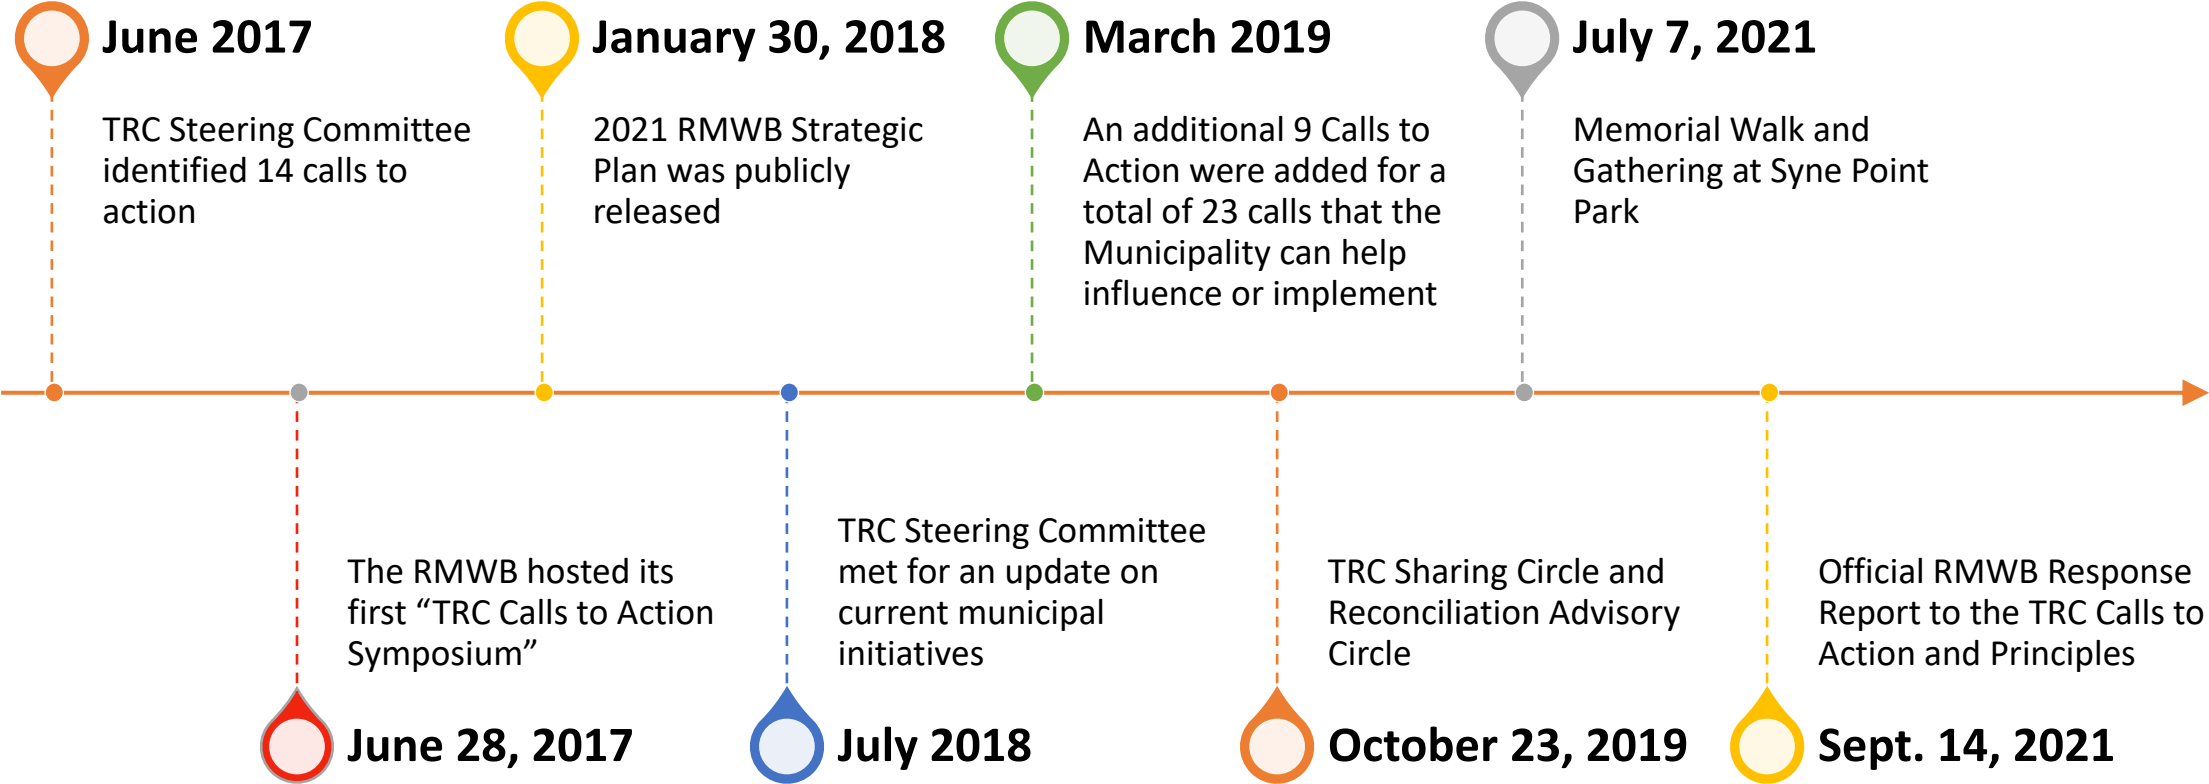 June 2017
TRC Steering Committee
identified 14 calls to
action
January 30, 2018
2021 RMWB Strategic
Plan was publicly
released
March 2019
An additional 9 Calls to
Action were added for a
total of 23 calls that the
Municipality can help
influence or implement
July 7, 2021
Memorial Walk and
Gathering at Syne Point
Park
The RMWB hosted its
first “TRC Calls to Action
Symposium”
June 28, 2017
TRC Steering Committee
met for an update on
current municipal
initiatives
July 2018
TRC Sharing Circle and
Reconciliation Advisory
Circle
October 23, 2019
Official RMWB Response
Report to the TRC Calls to
Action and Principles
Sept. 14, 2021